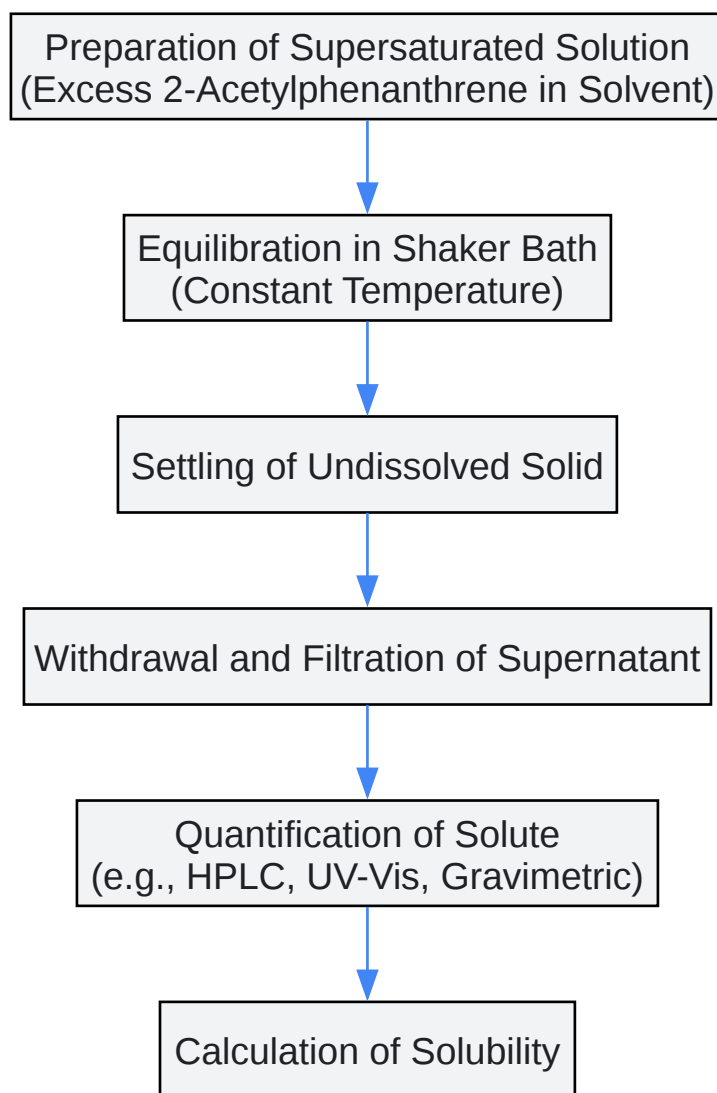 Preparation of Supersaturated Solution
(Excess 2-Acetylphenanthrene in Solvent)
Equilibration in Shaker Bath
(Constant Temperature)
Settling of Undissolved Solid
Withdrawal and Filtration of Supernatant
Quantification of Solute
(e.g., HPLC, UV-Vis, Gravimetric)
Calculation of Solubility